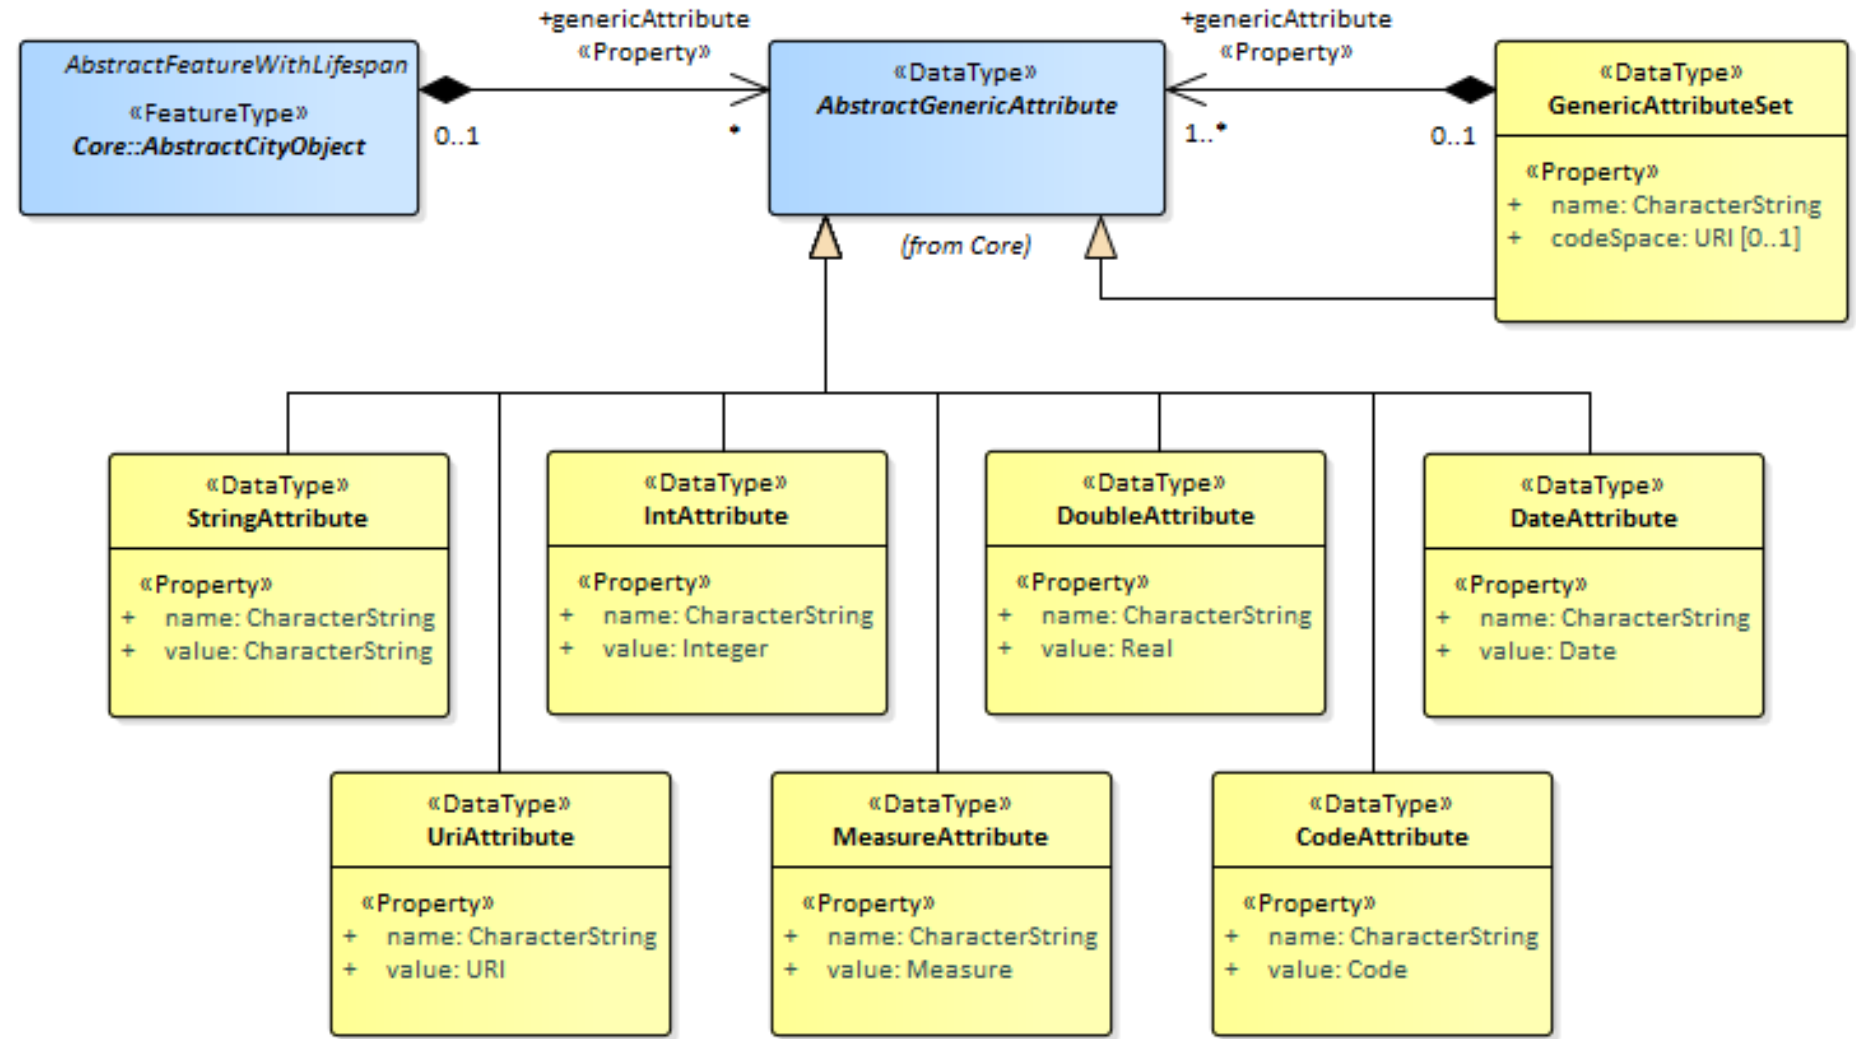 +genericAttribute
«Property»
+genericAttribute
«Property»
AbstractFeatureWithLifespan
«FeatureType»
Core::AbstractCityObject
0..1
*
«DataType»
AbstractGenericAttribute
(from Core)
1..*
0..1
«DataType»
GenericAttributeSet
«Property»
+ name: CharacterString
+ codeSpace: URI [0..1]
«DataType»
StringAttribute
«Property»
+ name: CharacterString
+ value: CharacterString
«DataType»
IntAttribute
«Property»
+ name: CharacterString
+ value: Integer
«DataType»
DoubleAttribute
«Property»
+ name: CharacterString
+ value: Real
«DataType»
DateAttribute
«Property»
+ name: CharacterString
+ value: Date
«DataType»
UriAttribute
«Property»
+ name: CharacterString
+ value: URI
«DataType»
MeasureAttribute
«Property»
+ name: CharacterString
+ value: Measure
«DataType»
CodeAttribute
«Property»
+ name: CharacterString
+ value: Code